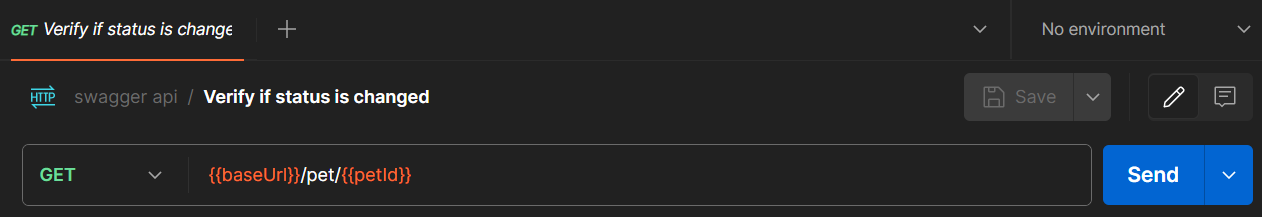 GET Verify if status is change
No environment
HTTP swagger api / Verify if status is changed
Save
GET {{baseUrl}}/pet/{{petId}}
Send